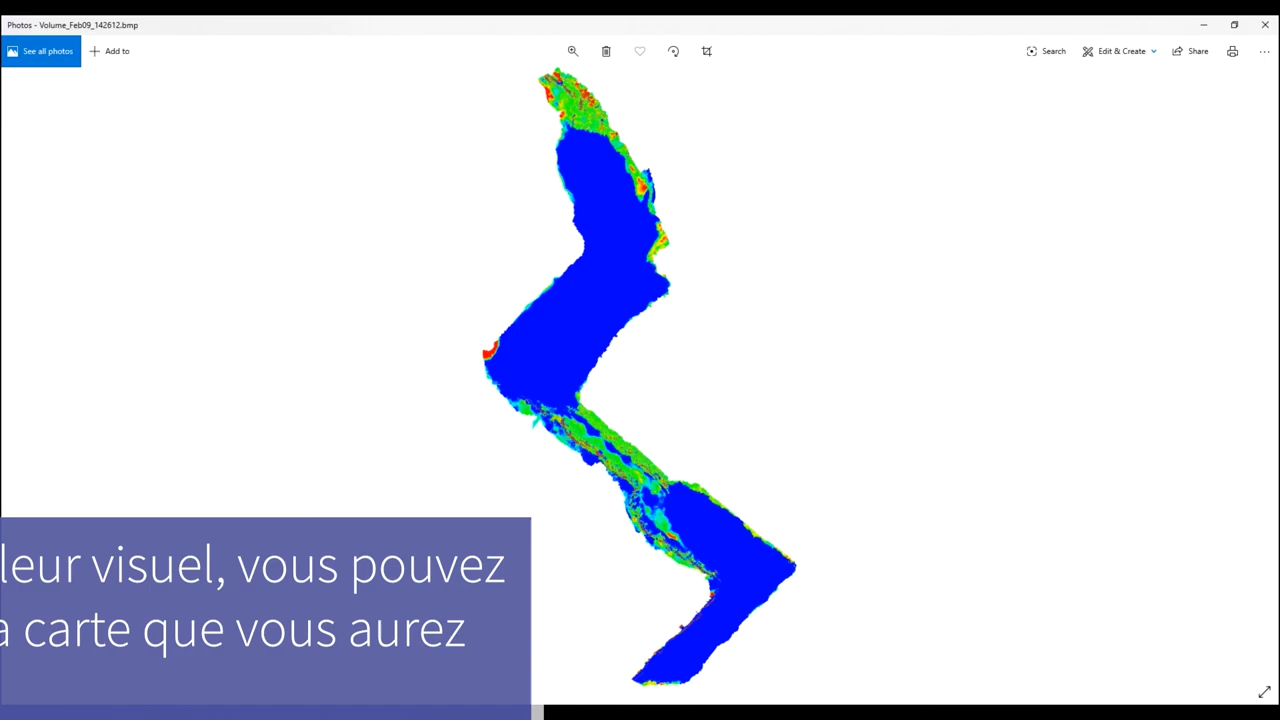 Photos - Volume_Feb09_142612.bmp
See all photos
Add to
Search
Edit & Create
Share
leur visuel, vous pouvez
a carte que vous aurez